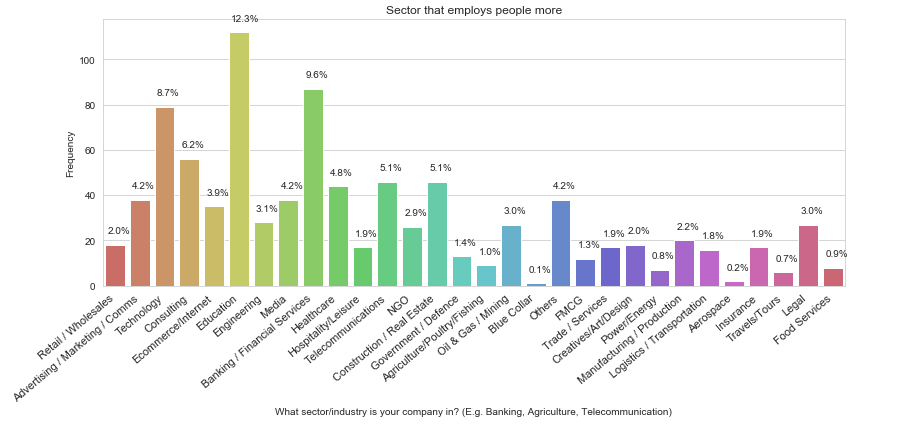 Sector that employs people more
Frequency
100
80
60
40
20
0
2.0%
4.2%
8.7%
6.2%
3.9%
12.3%
3.1%
4.2%
9.6%
4.8%
1.9%
5.1%
2.9%
5.1%
1.4%
1.0%
3.0%
0.1%
4.2%
1.3%
1.9%
2.0%
0.8%
2.2%
1.8%
0.2%
1.9%
0.7%
3.0%
0.9%
Retail / Wholesales
Advertising / Marketing / Comms
Technology
Consulting
Ecommerce/Internet
Education
Engineering
Media
Banking / Financial Services
Healthcare
Hospitality/Leisure
Telecommunications
NGO
Construction / Real Estate
Government / Defence
Agriculture/Poultry/Fishing
Oil & Gas / Mining
Blue Collar
Others
FMCG
Trade / Services
Creatives/Art/Design
Power/Energy
Manufacturing / Production
Logistics / Transportation
Aerospace
Insurance
Travels/Tours
Legal
Food Services
What sector/industry is your company in? (E.g. Banking, Agriculture, Telecommunication)